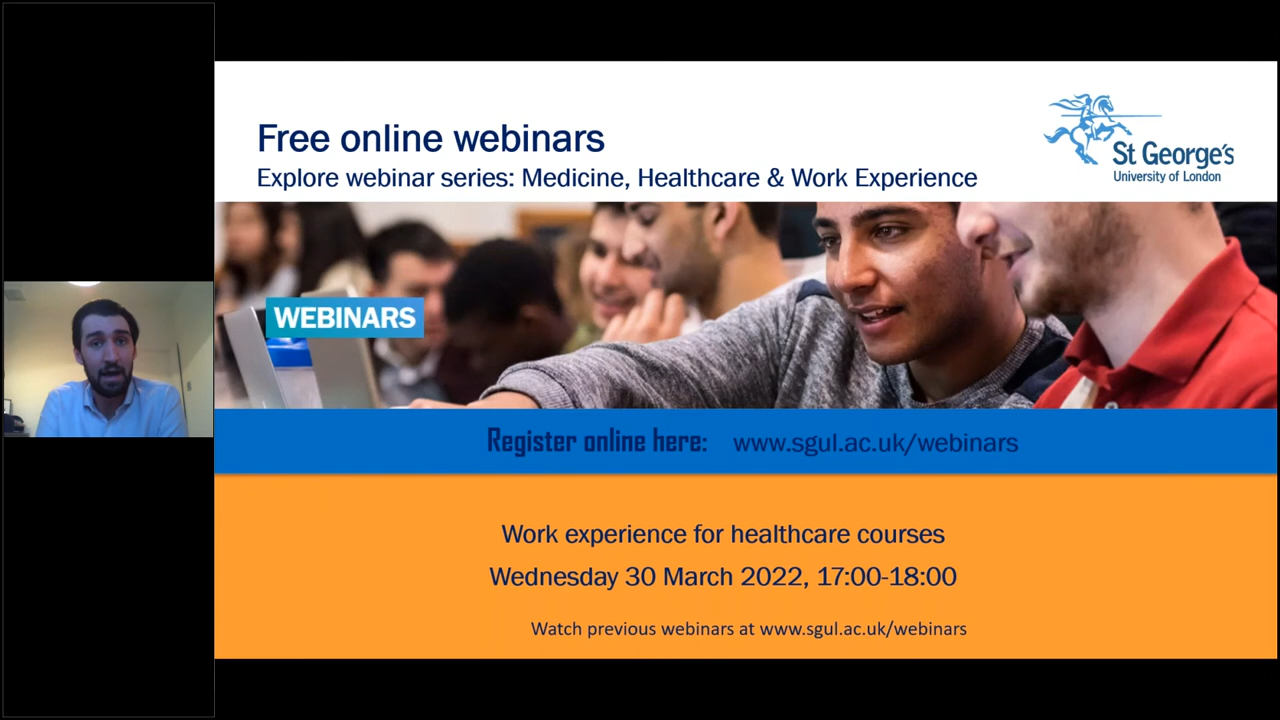 Free online webinars
Explore webinar series: Medicine, Healthcare & Work Experience
St George's
University of London
WEBINARS
Register online here: www.sgul.ac.uk/webinars
Work experience for healthcare courses
Wednesday 30 March 2022, 17:00-18:00
Watch previous webinars at www.sgul.ac.uk/webinars